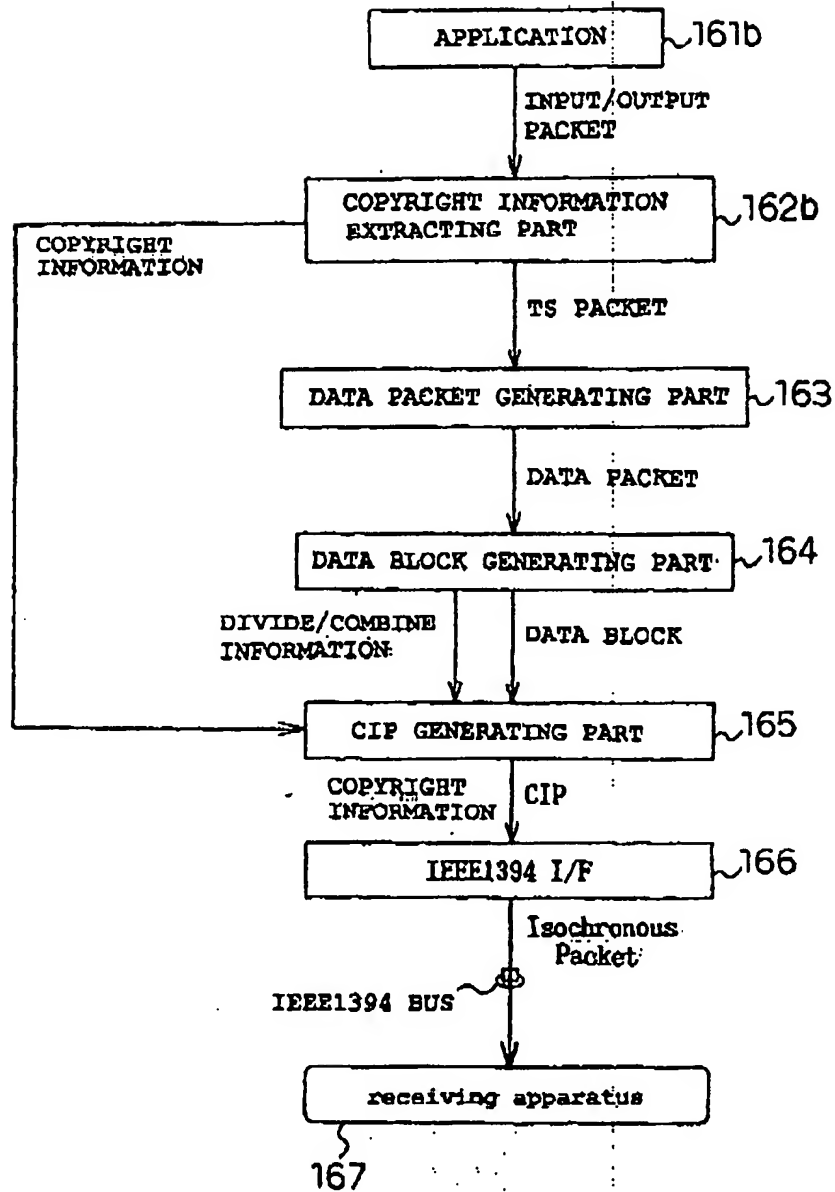 APPLICATION
161b
INPUT/OUTPUT
PACKET
COPYRIGHT INFORMATION
EXTRACTING PART
162b
COPYRIGHT
INFORMATION
TS PACKET
DATA PACKET GENERATING PART
163
DATA PACKET
DATA BLOCK GENERATING PART
164
DIVIDE/COMBINE
INFORMATION
DATA BLOCK
CIP GENERATING PART
165
COPYRIGHT
INFORMATION
CIP
IEEE1394 I/F
166
Isochronous
Packet
IEEE1394 BUS
receiving apparatus
167